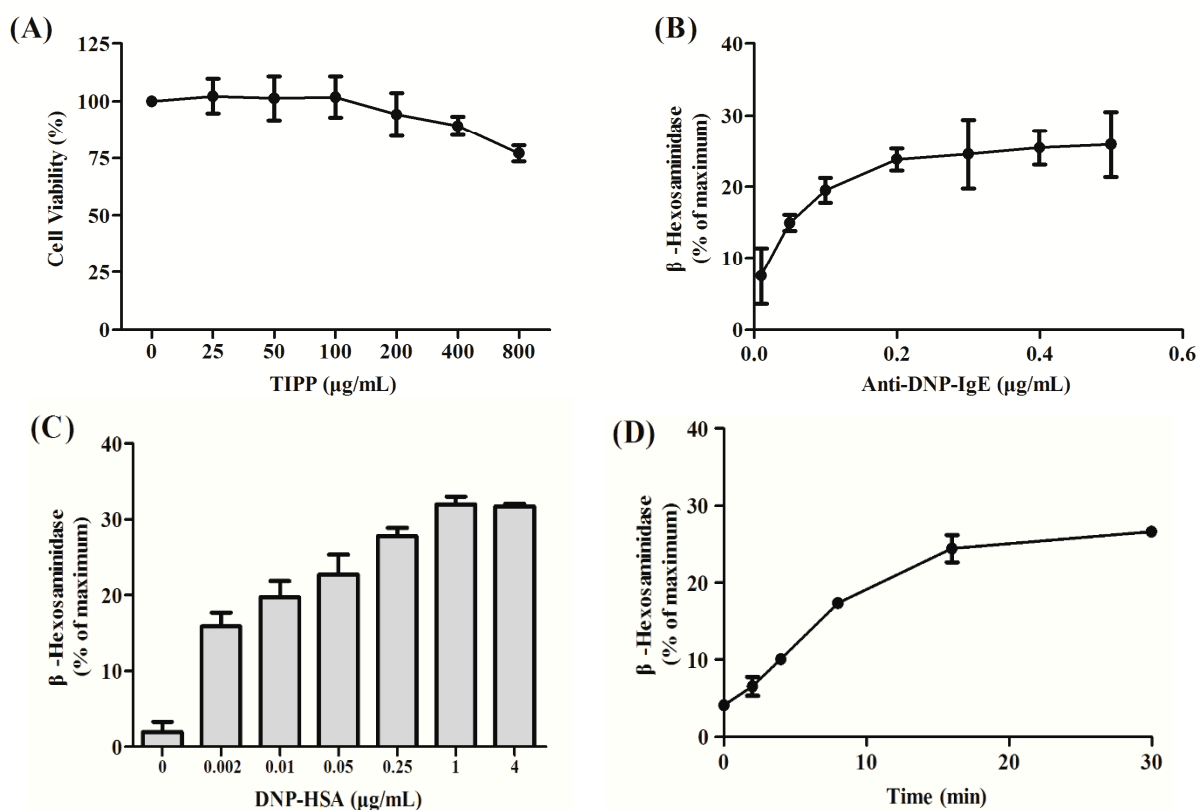 (A)
125
100
75
50
25
0
Cell Viability (%)
0 25 50 100 200 400 800
TIPP (μg/mL)
(B)
40
30
20
10
0
β -Hexosaminidase
(% of maximum)
0.0 0.2 0.4 0.6
Anti-DNP-IgE (μg/mL)
(C)
40
30
20
10
0
β -Hexosaminidase
(% of maximum)
0 0.002 0.01 0.05 0.25 1 4
DNP-HSA (μg/mL)
(D)
40
30
20
10
0
β -Hexosaminidase
(% of maximum)
0 10 20 30
Time (min)